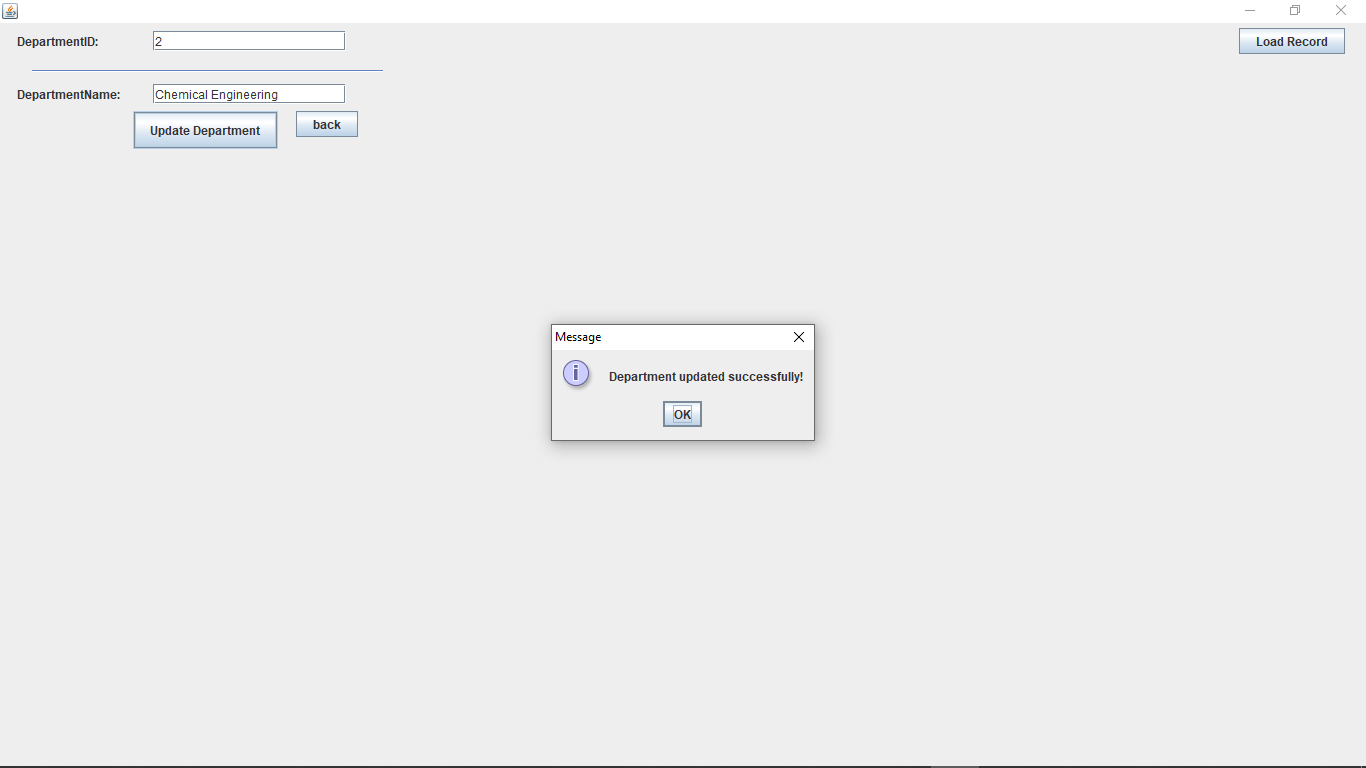 DepartmentID: 2 Load Record
DepartmentName: Chemical Engineering
Update Department back
Message
Department updated successfully!
OK